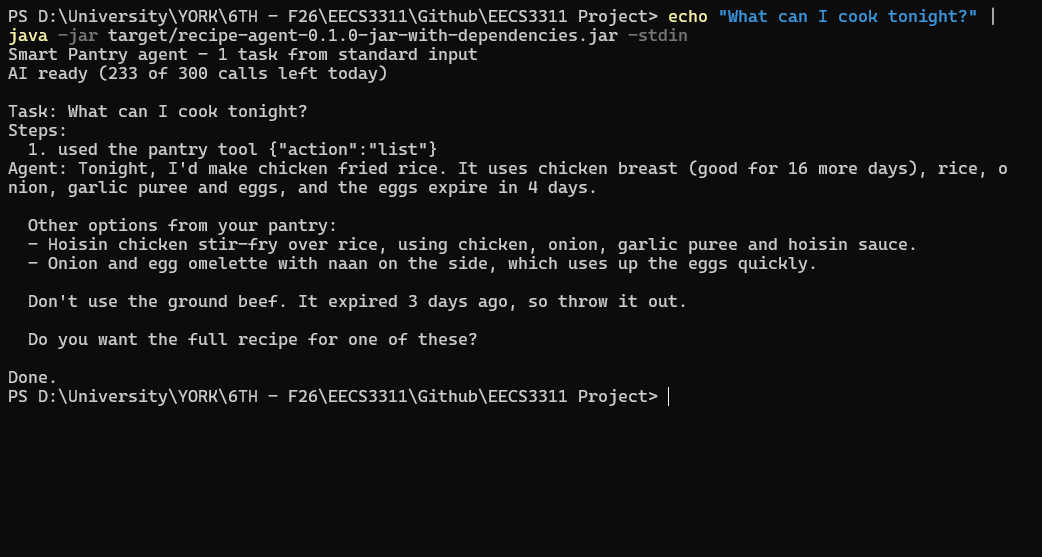 PS D:\University\YORK\6TH - F26\EECS3311\Github\EECS3311 Project> echo "What can I cook tonight?" |
java -jar target/recipe-agent-0.1.0-jar-with-dependencies.jar -stdin
Smart Pantry agent - 1 task from standard input
AI ready (233 of 300 calls left today)
Task: What can I cook tonight?
Steps:
  1. used the pantry tool {"action":"list"}
Agent: Tonight, I'd make chicken fried rice. It uses chicken breast (good for 16 more days), rice, o
nion, garlic puree and eggs, and the eggs expire in 4 days.
  Other options from your pantry:
  - Hoisin chicken stir-fry over rice, using chicken, onion, garlic puree and hoisin sauce.
  - Onion and egg omelette with naan on the side, which uses up the eggs quickly.
  Don't use the ground beef. It expired 3 days ago, so throw it out.
  Do you want the full recipe for one of these?
Done.
PS D:\University\YORK\6TH - F26\EECS3311\Github\EECS3311 Project>